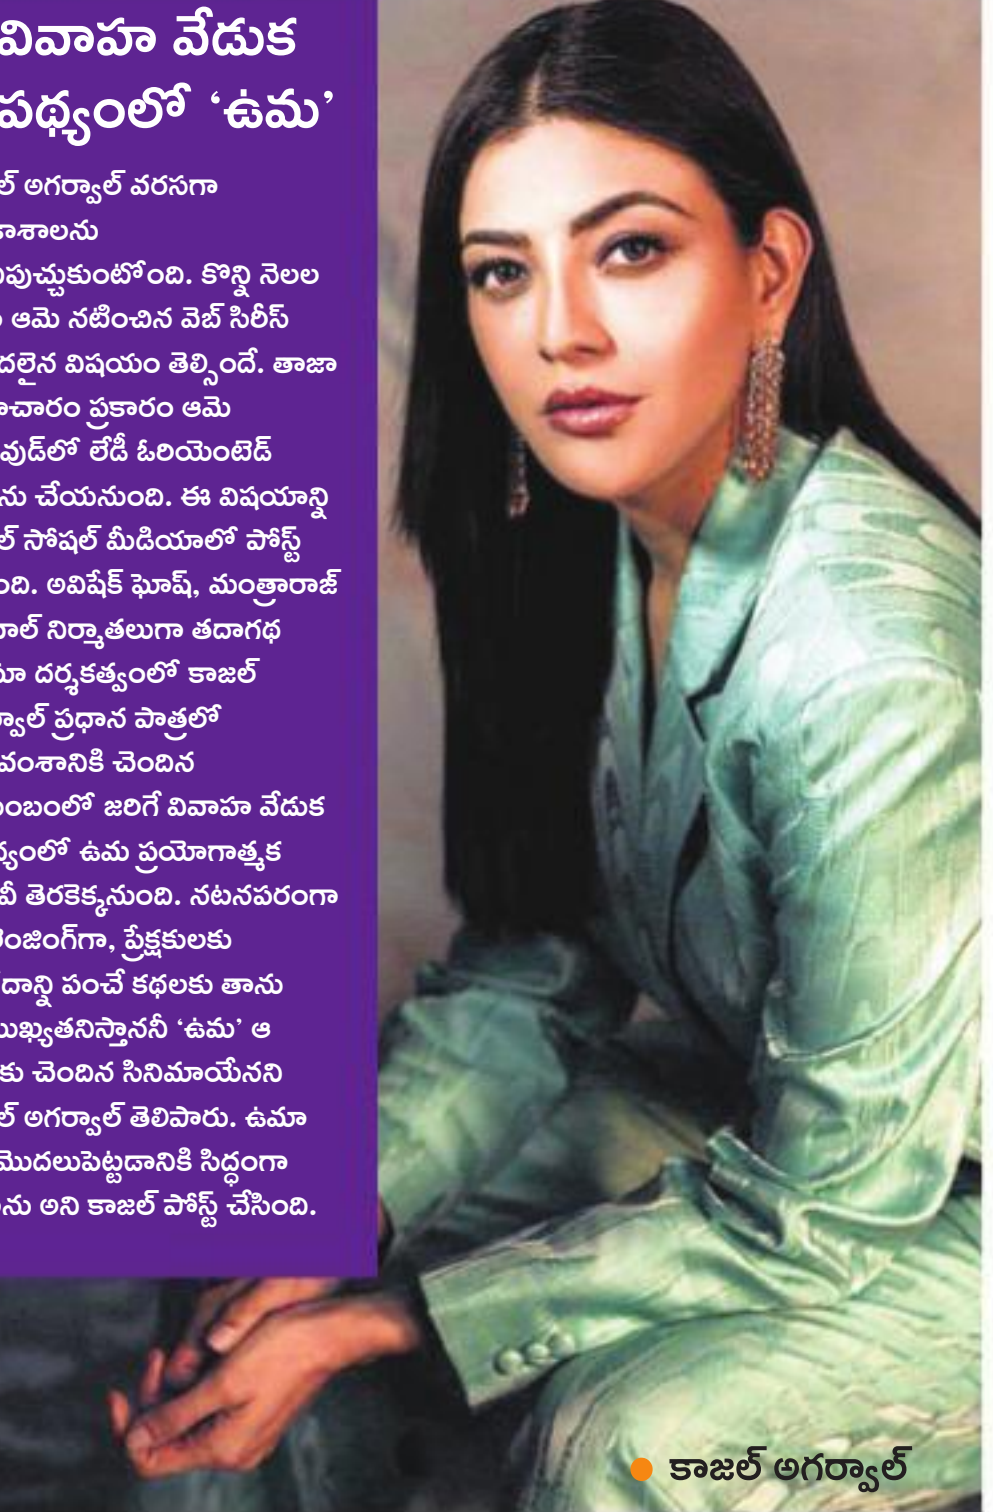 వివాహ వేడుక
పథ్యంలో ‘ఉమ’
ల్ అగర్వాల్ వరసగా
కాశాలను
పుచ్చుకుంటోంది. కొన్ని నెలల
ఆమె నటించిన వెబ్ సిరీస్
దలైన విషయం తెల్సిందే. తాజా
చారం ప్రకారం ఆమె
వుడ్‌లో లేడీ ఓరియెంటెడ్
ను చేయనుంది. ఈ విషయాన్ని
ల్ సోషల్ మీడియాలో పోస్ట్
ంది. అవిషేక్ ఘోష్, మంత్రారాజ్
వాల్ నిర్మాతలుగా తదాగథ
హా దర్శకత్వంలో కాజల్
ర్వాల్ ప్రధాన పాత్రలో
వంశానికి చెందిన
ంబంలో జరిగే వివాహ వేడుక
థ్యంలో ఉమ ప్రయోగాత్మక
వీ తెరకెక్కనుంది. నటనపరంగా
ెంజింగ్‌గా, ప్రేక్షకులకు
దాన్ని పంచే కథలకు తాను
ముఖ్యతనిస్తాననీ ‘ఉమ’ ఆ
కు చెందిన సినిమాయేనని
ల్ అగర్వాల్ తెలిపారు. ఉమా
మొదలుపెట్టడానికి సిద్ధంగా
ను అని కాజల్ పోస్ట్ చేసింది.
కాజల్ అగర్వాల్